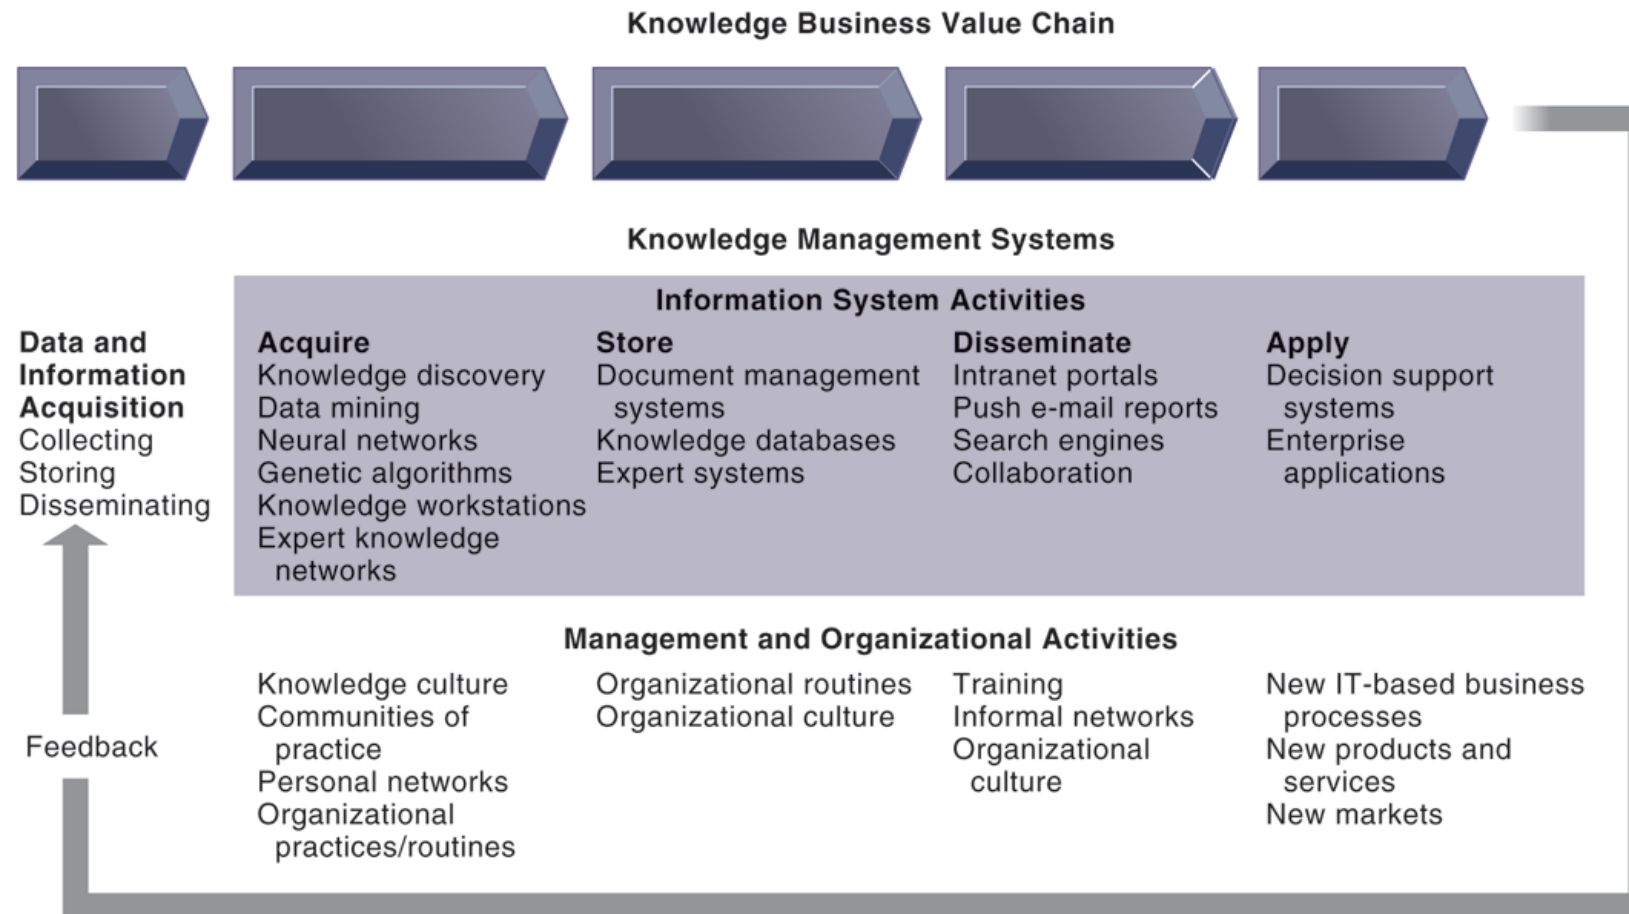 Knowledge Business Value Chain
Knowledge Management Systems
Information System Activities
Data and
Information
Acquisition
Collecting
Storing
Disseminating
Acquire
Knowledge discovery
Data mining
Neural networks
Genetic algorithms
Knowledge workstations
Expert knowledge
networks
Store
Document management
systems
Knowledge databases
Expert systems
Disseminate
Intranet portals
Push e-mail reports
Search engines
Collaboration
Apply
Decision support
systems
Enterprise
applications
Management and Organizational Activities
Knowledge culture
Communities of
practice
Personal networks
Organizational
practices/routines
Organizational routines
Organizational culture
Training
Informal networks
Organizational
culture
New IT-based business
processes
New products and
services
New markets
Feedback